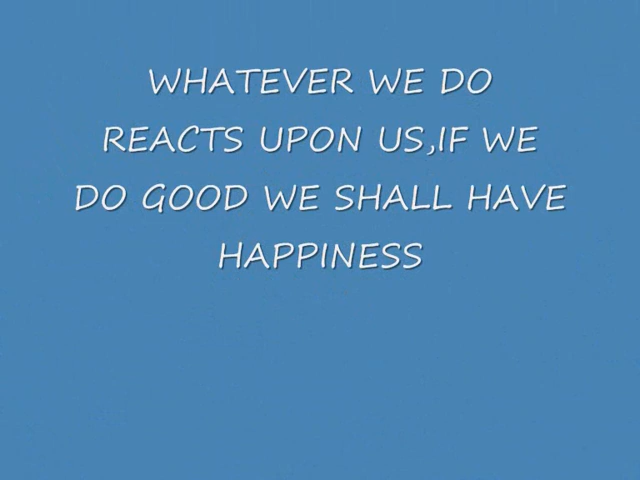 WHATEVER WE DO
REACTS UPON US,IF WE
DO GOOD WE SHALL HAVE
HAPPINESS